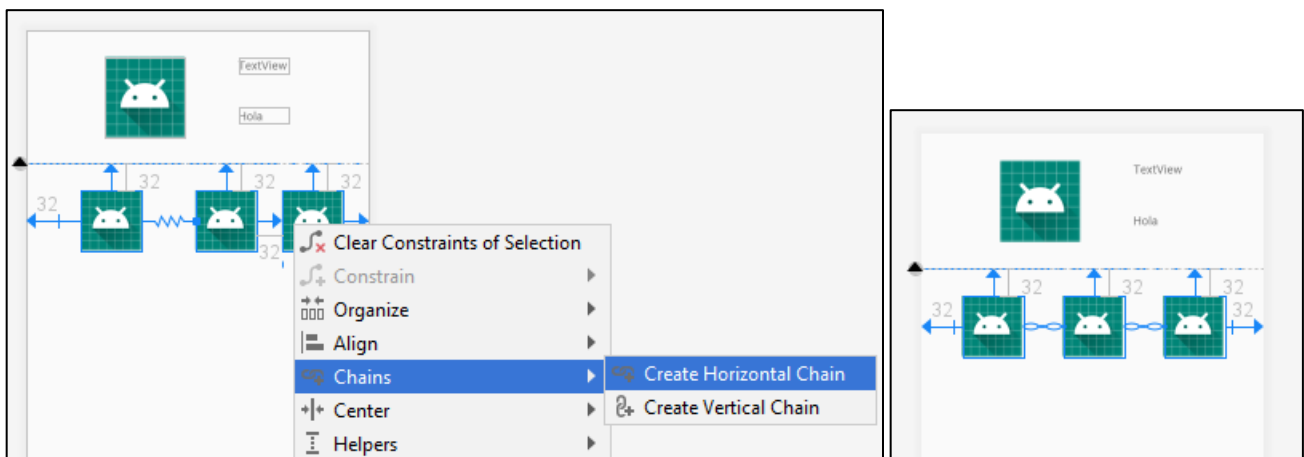 TextView
Hola
32
32
32
32
32
Clear Constraints of Selection
Constrain
Organize
Align
Chains
Center
Helpers
Create Horizontal Chain
Create Vertical Chain
TextView
Hola
32
32
32
32
32